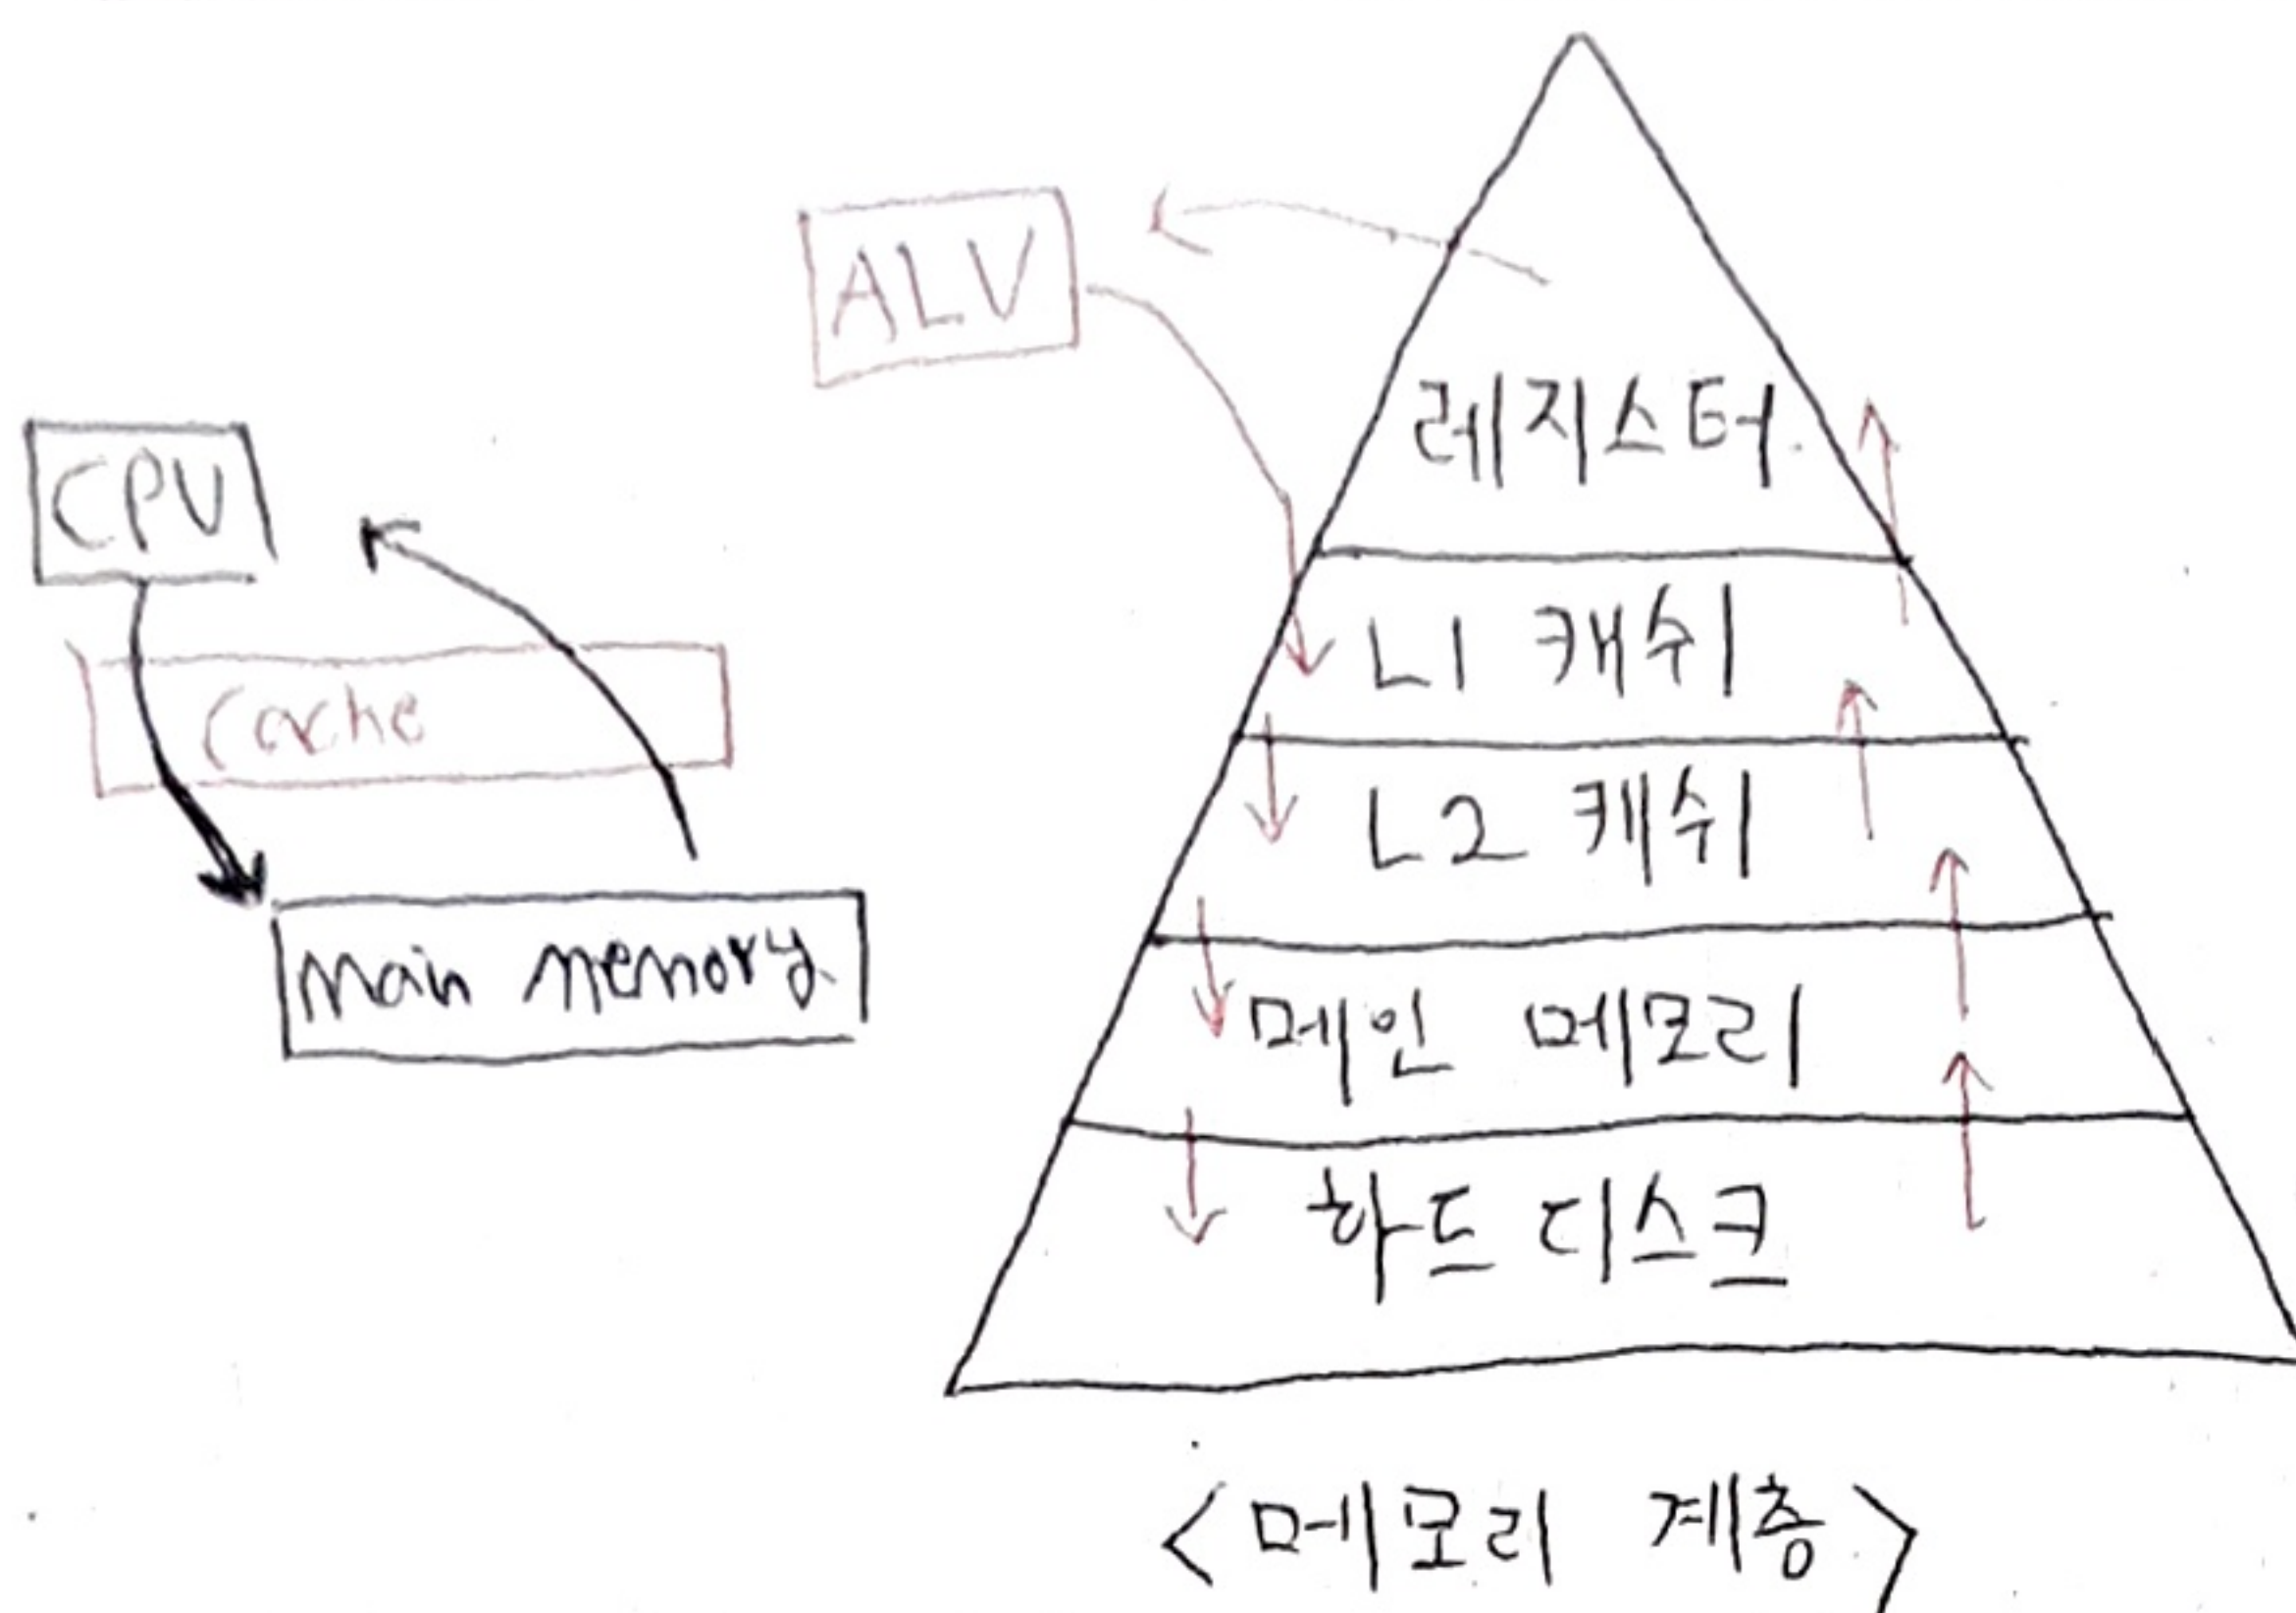 CPU
Cache
Main Memory
ALU
레지스터
L1 캐쉬
L2 캐쉬
메인 메모리
하드디스크
<메모리 계층>